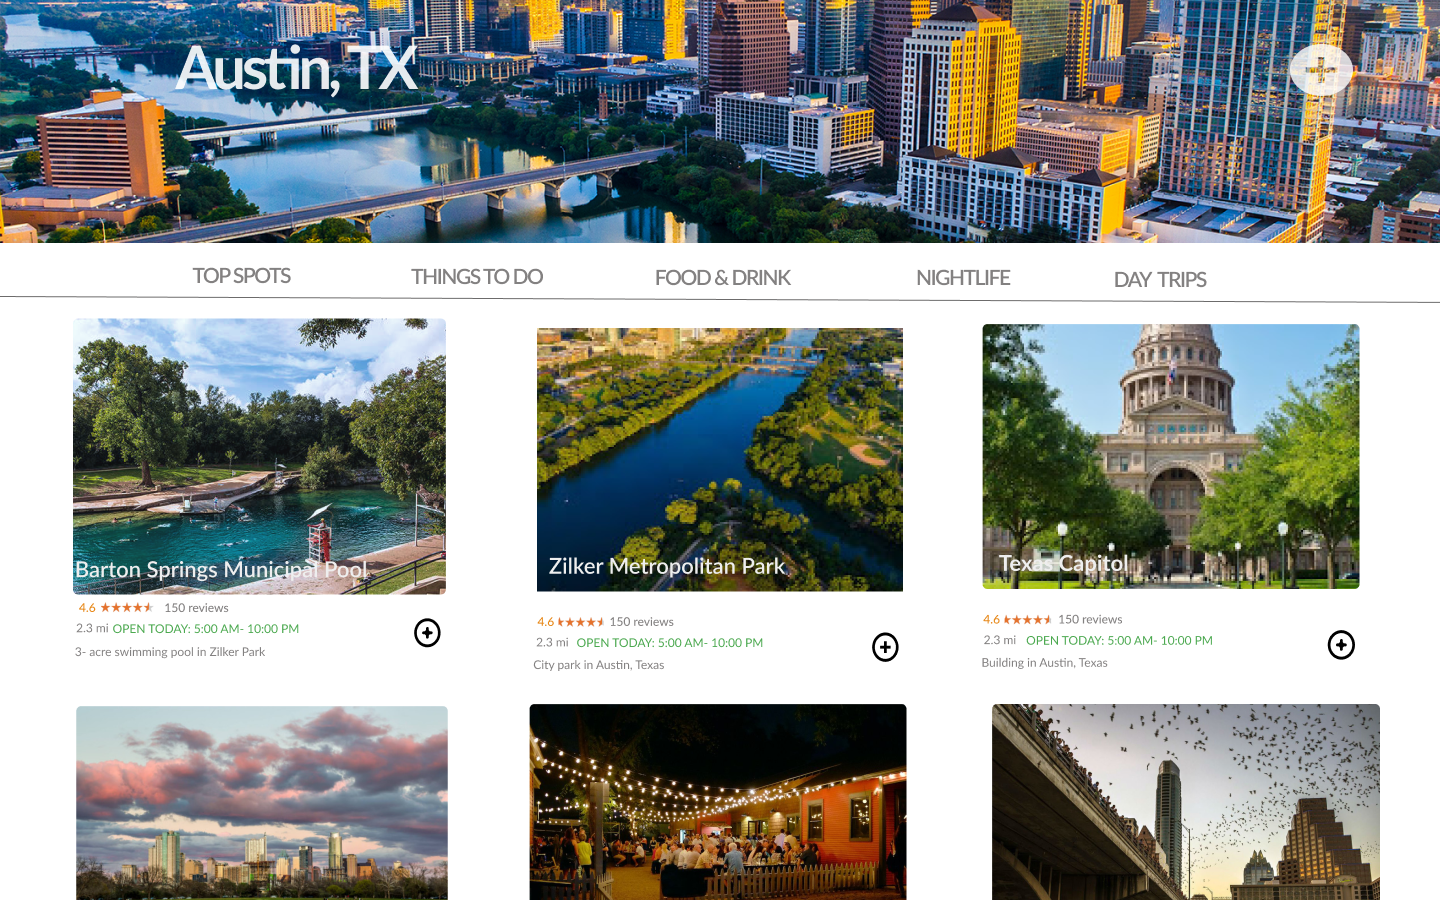 Austin, TX
TOP SPOTS
THINGS TO DO
FOOD & DRINK
NIGHTLIFE
DAY TRIPS
Barton Springs Municipal Pool
4.6 150 reviews
2.3 mi OPEN TODAY: 5:00 AM- 10:00 PM
3- acre swimming pool in Zilker Park
Zilker Metropolitan Park
4.6 150 reviews
2.3 mi OPEN TODAY: 5:00 AM- 10:00 PM
City park in Austin, Texas
Texas Capitol
4.6 150 reviews
2.3 mi OPEN TODAY: 5:00 AM- 10:00 PM
Building in Austin, Texas